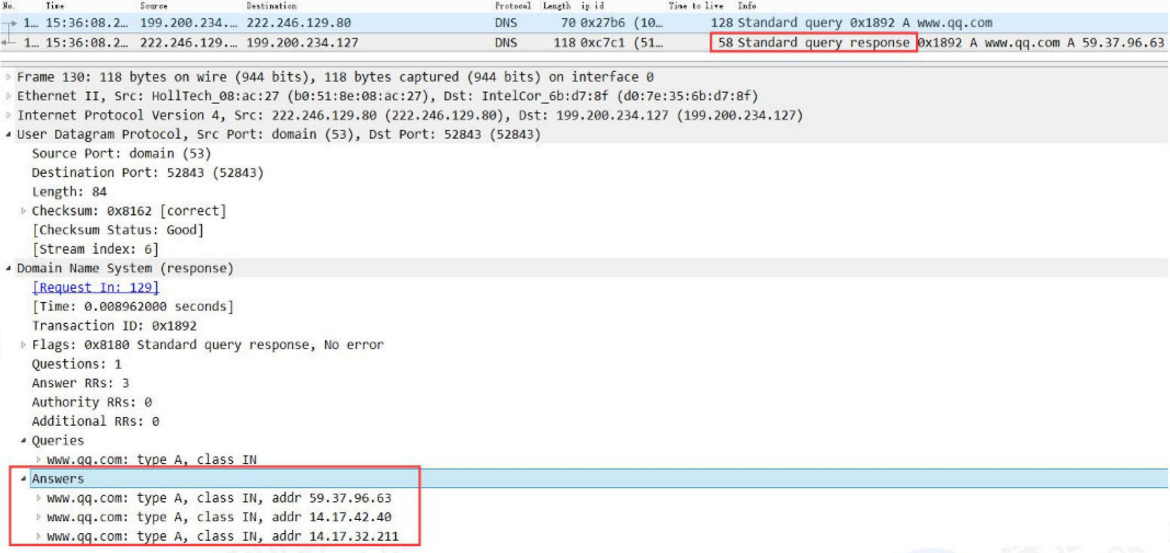 No. Time Source Destination Protocol Length ip id Time to live Info
1… 15:36:08.2… 199.200.234.… 222.246.129.80 DNS 70 0x27b6 (10… 128 Standard query 0x1892 A www.qq.com
1… 15:36:08.2… 222.246.129.… 199.200.234.127 DNS 118 0xc7c1 (51… 58 Standard query response 0x1892 A www.qq.com A 59.37.96.63
Frame 130: 118 bytes on wire (944 bits), 118 bytes captured (944 bits) on interface 0
Ethernet II, Src: HollTech_08:ac:27 (b0:51:8e:08:ac:27), Dst: IntelCor_6b:d7:8f (d0:7e:35:6b:d7:8f)
Internet Protocol Version 4, Src: 222.246.129.80 (222.246.129.80), Dst: 199.200.234.127 (199.200.234.127)
User Datagram Protocol, Src Port: domain (53), Dst Port: 52843 (52843)
Source Port: domain (53)
Destination Port: 52843 (52843)
Length: 84
Checksum: 0x8162 [correct]
[Checksum Status: Good]
[Stream index: 6]
Domain Name System (response)
[Request In: 129]
[Time: 0.008962000 seconds]
Transaction ID: 0x1892
Flags: 0x8180 Standard query response, No error
Questions: 1
Answer RRs: 3
Authority RRs: 0
Additional RRs: 0
Queries
www.qq.com: type A, class IN
Answers
www.qq.com: type A, class IN, addr 59.37.96.63
www.qq.com: type A, class IN, addr 14.17.42.40
www.qq.com: type A, class IN, addr 14.17.32.211